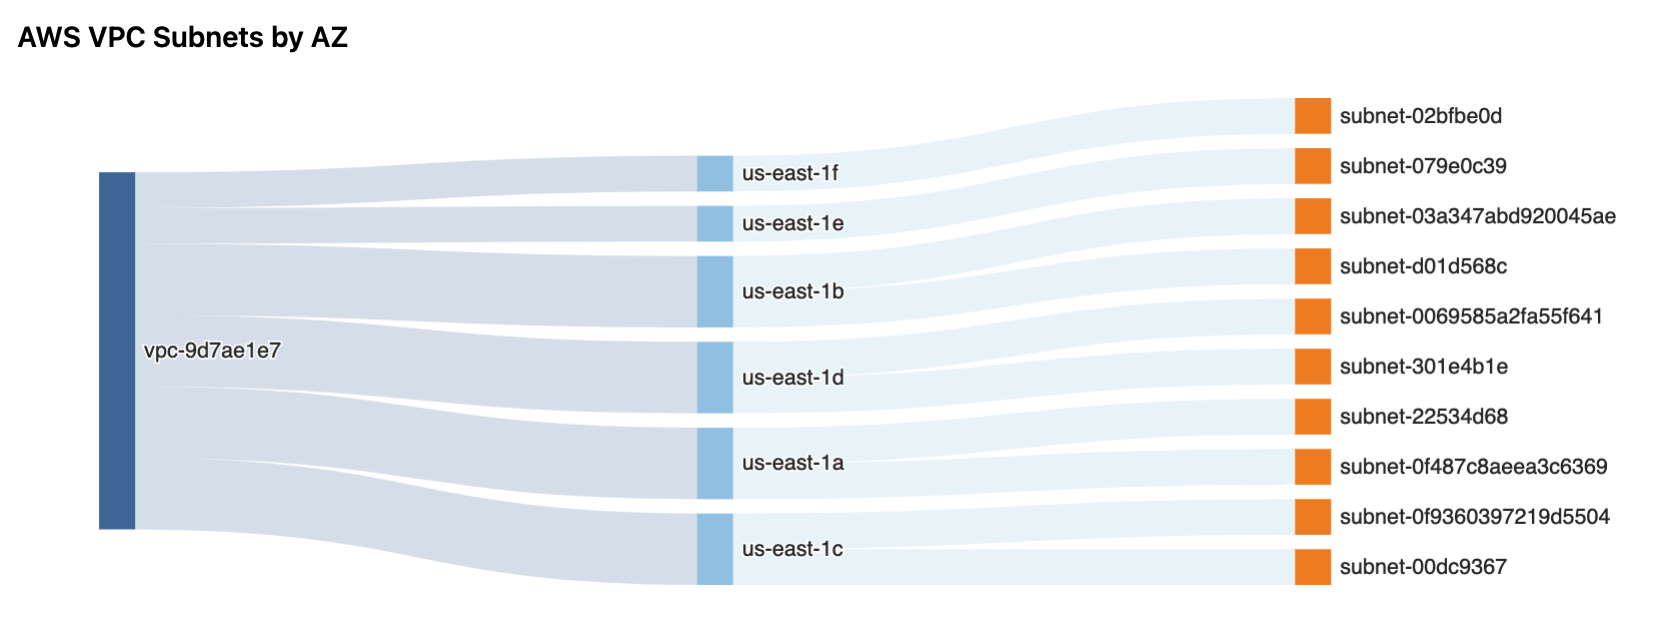 AWS VPC Subnets by AZ
vpc-9d7ae1e7
us-east-1f
us-east-1e
us-east-1b
us-east-1d
us-east-1a
us-east-1c
subnet-02bfbe0d
subnet-079e0c39
subnet-03a347abd920045ae
subnet-d01d568c
subnet-0069585a2fa55f641
subnet-301e4b1e
subnet-22534d68
subnet-0f487c8aeea3c6369
subnet-0f9360397219d5504
subnet-00dc9367